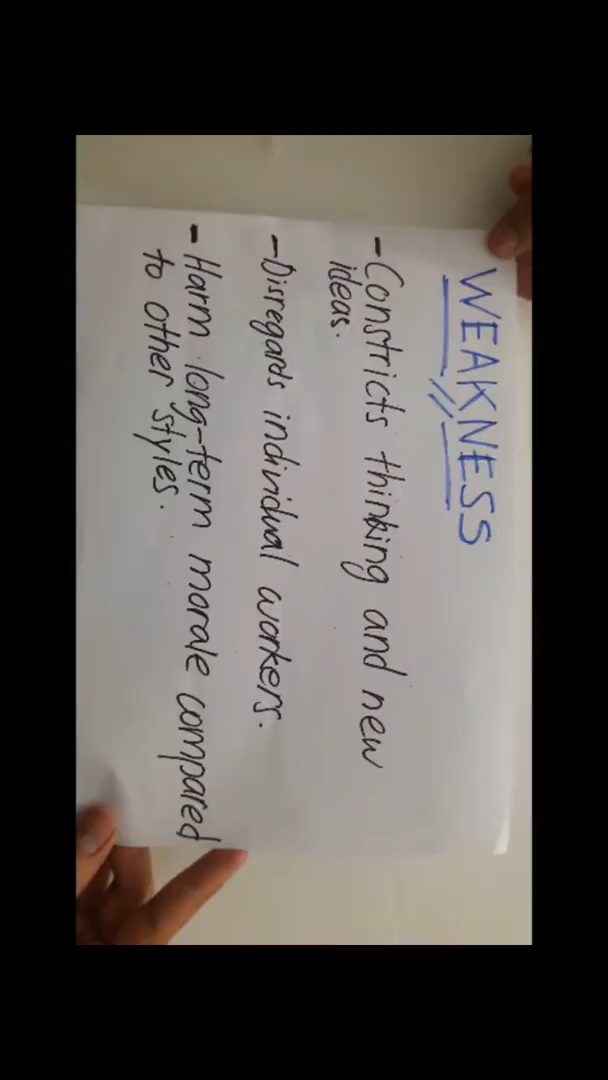 WEAKNESS
- Constricts thinking and new
ideas.
- Disregards individual workers.
- Harm long-term morale compared
to other styles.